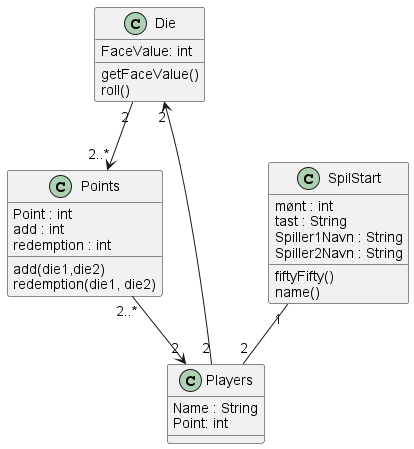 C Die
FaceValue: int
getFaceValue()
roll()
2
2
2..*
C Points
Point : int
add : int
redemption : int
add(die1,die2)
redemption(die1, die2)
C SpilStart
mønt : int
tast : String
Spiller1Navn : String
Spiller2Navn : String
fiftyFifty()
name()
2..*
1
2
2
2
C Players
Name : String
Point: int